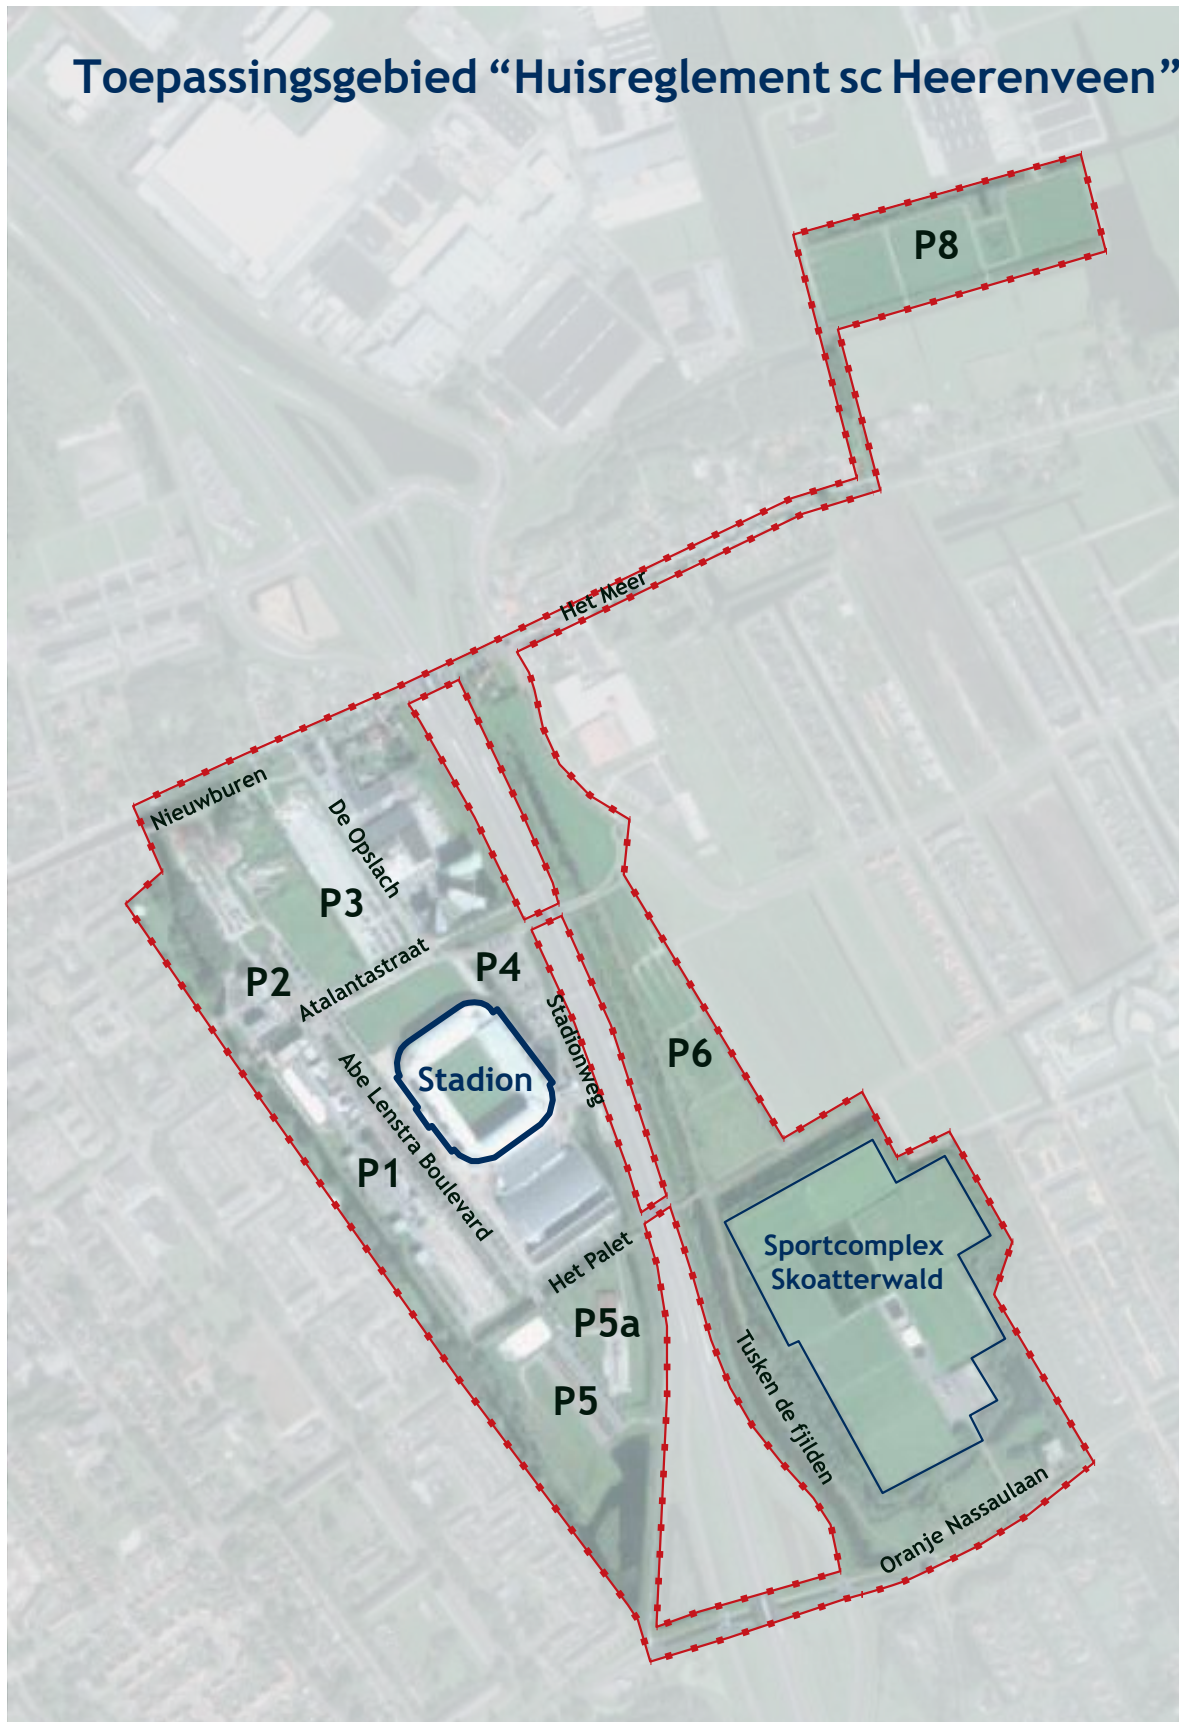 Toepassingsgebied “Huisreglement sc Heerenveen”
P8
Het Meer
Nieuwburen
De Opslach
P3
Atalantastraat
P4
P2
Stadionweg
P6
Stadion
Abe Lenstra Boulevard
P1
Het Palet
Sportcomplex
Skoatterwald
P5a
P5
Tusken de fjilden
Oranje Nassaulaan